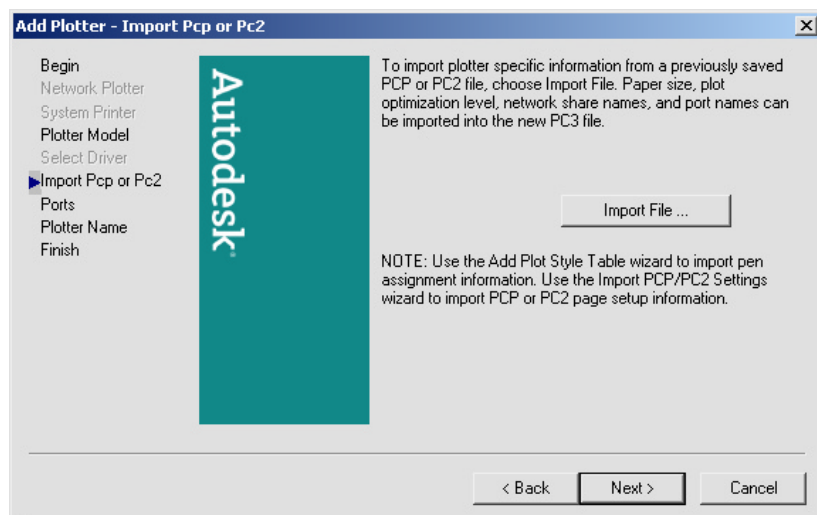 Add Plotter - Import Pcp or Pc2
Begin
Network Plotter
System Printer
Plotter Model
Select Driver
Import Pcp or Pc2
Ports
Plotter Name
Finish
Autodesk
To import plotter specific information from a previously saved
PCP or PC2 file, choose Import File. Paper size, plot
optimization level, network share names, and port names can
be imported into the new PC3 file.
Import File ...
NOTE: Use the Add Plot Style Table wizard to import pen
assignment information. Use the Import PCP/PC2 Settings
wizard to import PCP or PC2 page setup information.
< Back
Next >
Cancel